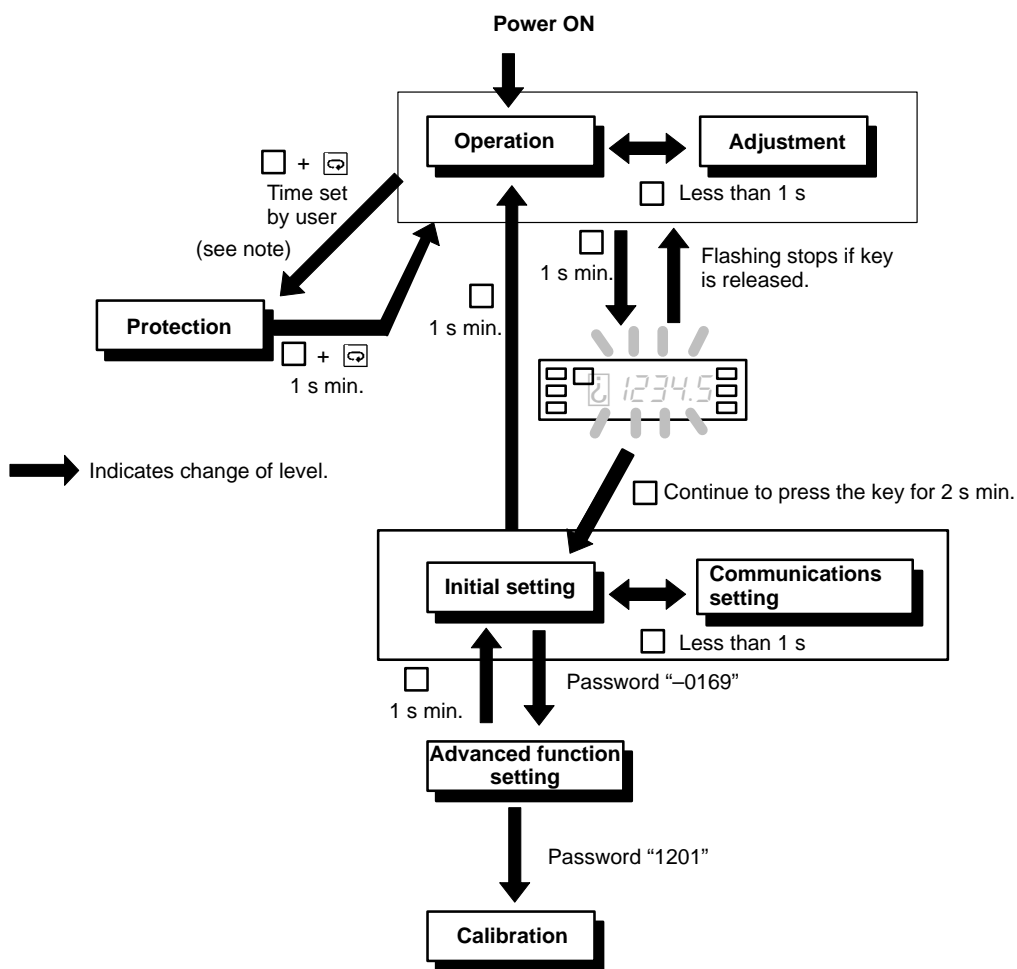 Power ON
Operation
Adjustment
+
Time set
by user
(see note)
Less than 1 s
1 s min.
Flashing stops if key
is released.
Protection
1 s min.
+
1 s min.
1234.5
Indicates change of level.
Continue to press the key for 2 s min.
Initial setting
Communications
setting
Less than 1 s
1 s min.
Password “–0169”
Advanced function
setting
Password “1201”
Calibration